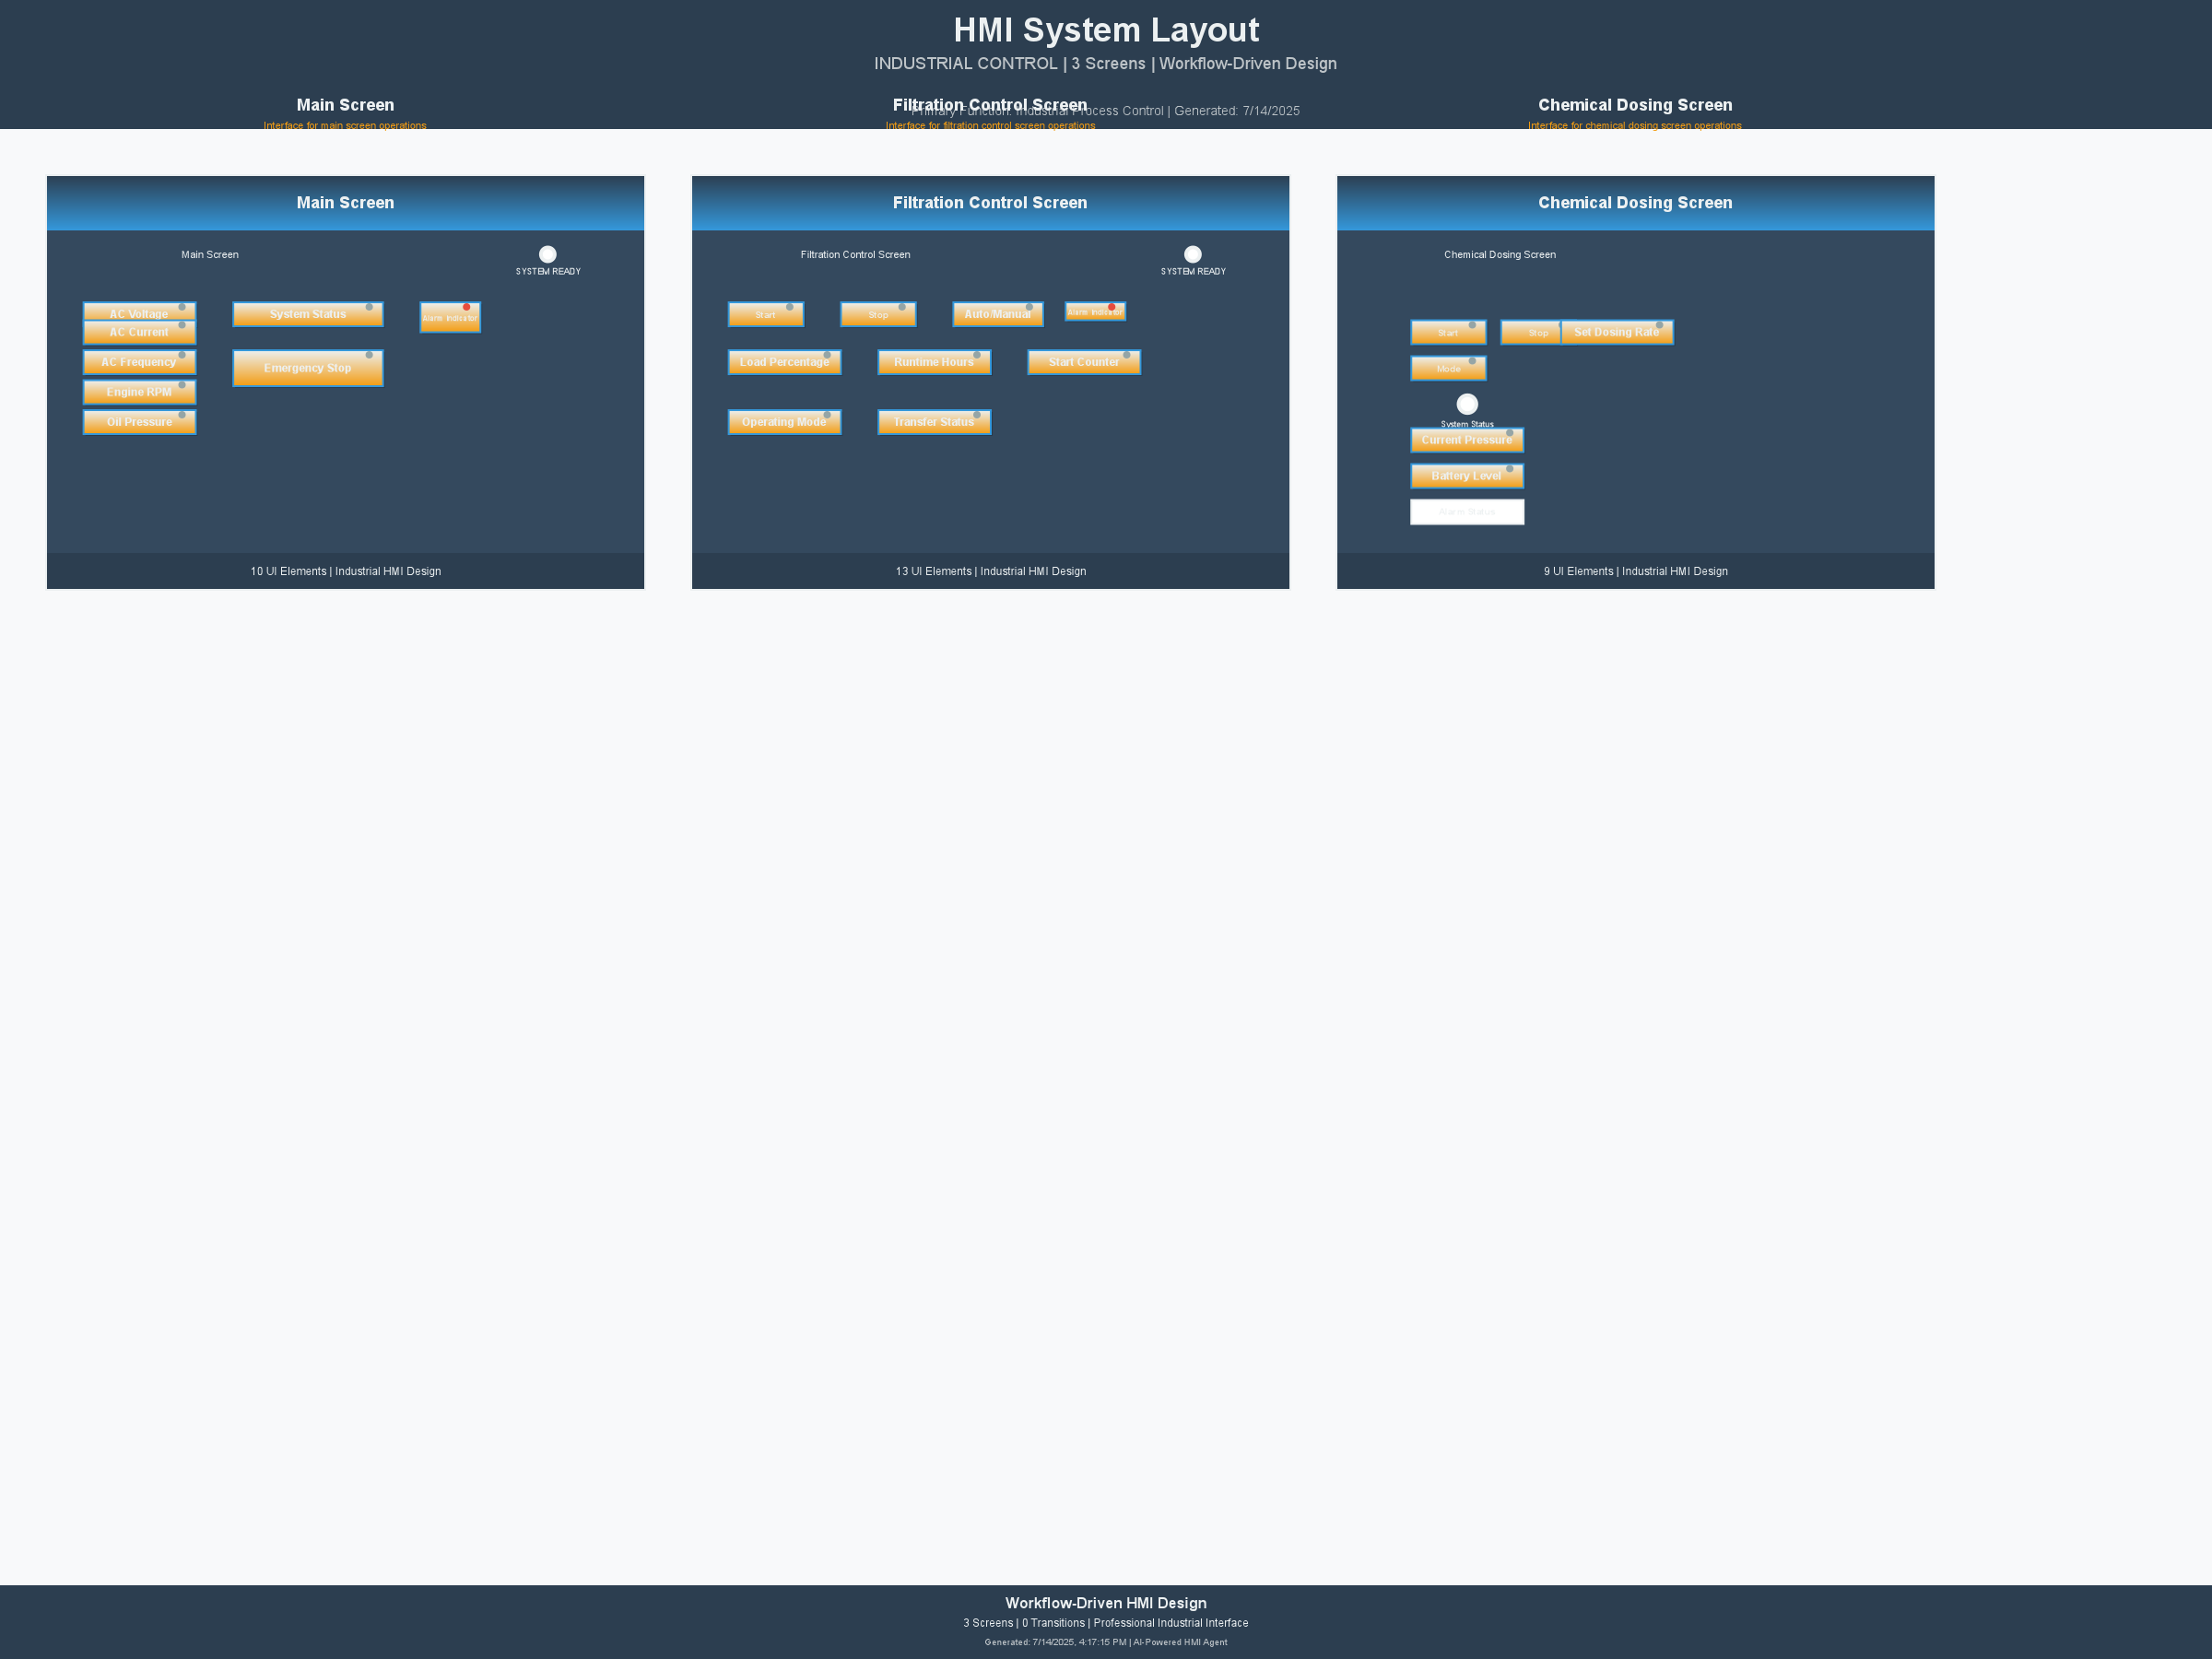 HMI System Layout
INDUSTRIAL CONTROL | 3 Screens | Workflow-Driven Design
Primary Function: Industrial Process Control | Generated: 7/14/2025
Main Screen
Interface for main screen operations
Filtration Control Screen
Interface for filtration control screen operations
Chemical Dosing Screen
Interface for chemical dosing screen operations
Main Screen
Main Screen
SYSTEM READY
AC Voltage
System Status
Alarm Indicator
AC Current
AC Frequency
Emergency Stop
Engine RPM
Oil Pressure
10 UI Elements | Industrial HMI Design
Filtration Control Screen
Filtration Control Screen
SYSTEM READY
Start
Stop
Auto/Manual
Alarm Indicator
Load Percentage
Runtime Hours
Start Counter
Operating Mode
Transfer Status
13 UI Elements | Industrial HMI Design
Chemical Dosing Screen
Chemical Dosing Screen
Start
Stop
Set Dosing Rate
Mode
System Status
Current Pressure
Battery Level
Alarm Status
9 UI Elements | Industrial HMI Design
Workflow-Driven HMI Design
3 Screens | 0 Transitions | Professional Industrial Interface
Generated: 7/14/2025, 4:17:15 PM | AI-Powered HMI Agent